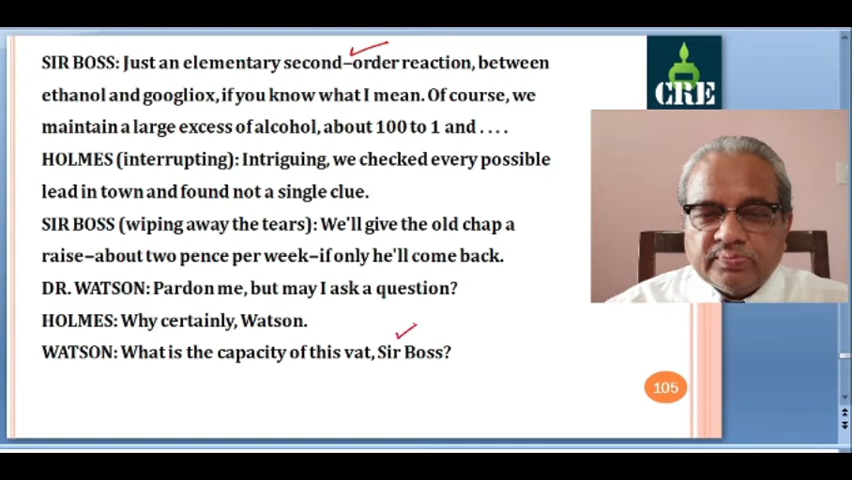 SIR BOSS: Just an elementary second–order reaction, between
ethanol and googliox, if you know what I mean. Of course, we
maintain a large excess of alcohol, about 100 to 1 and . . . .
HOLMES (interrupting): Intriguing, we checked every possible
lead in town and found not a single clue.
SIR BOSS (wiping away the tears): We'll give the old chap a
raise–about two pence per week–if only he'll come back.
DR. WATSON: Pardon me, but may I ask a question?
HOLMES: Why certainly, Watson.
WATSON: What is the capacity of this vat, Sir Boss?
CRE
105